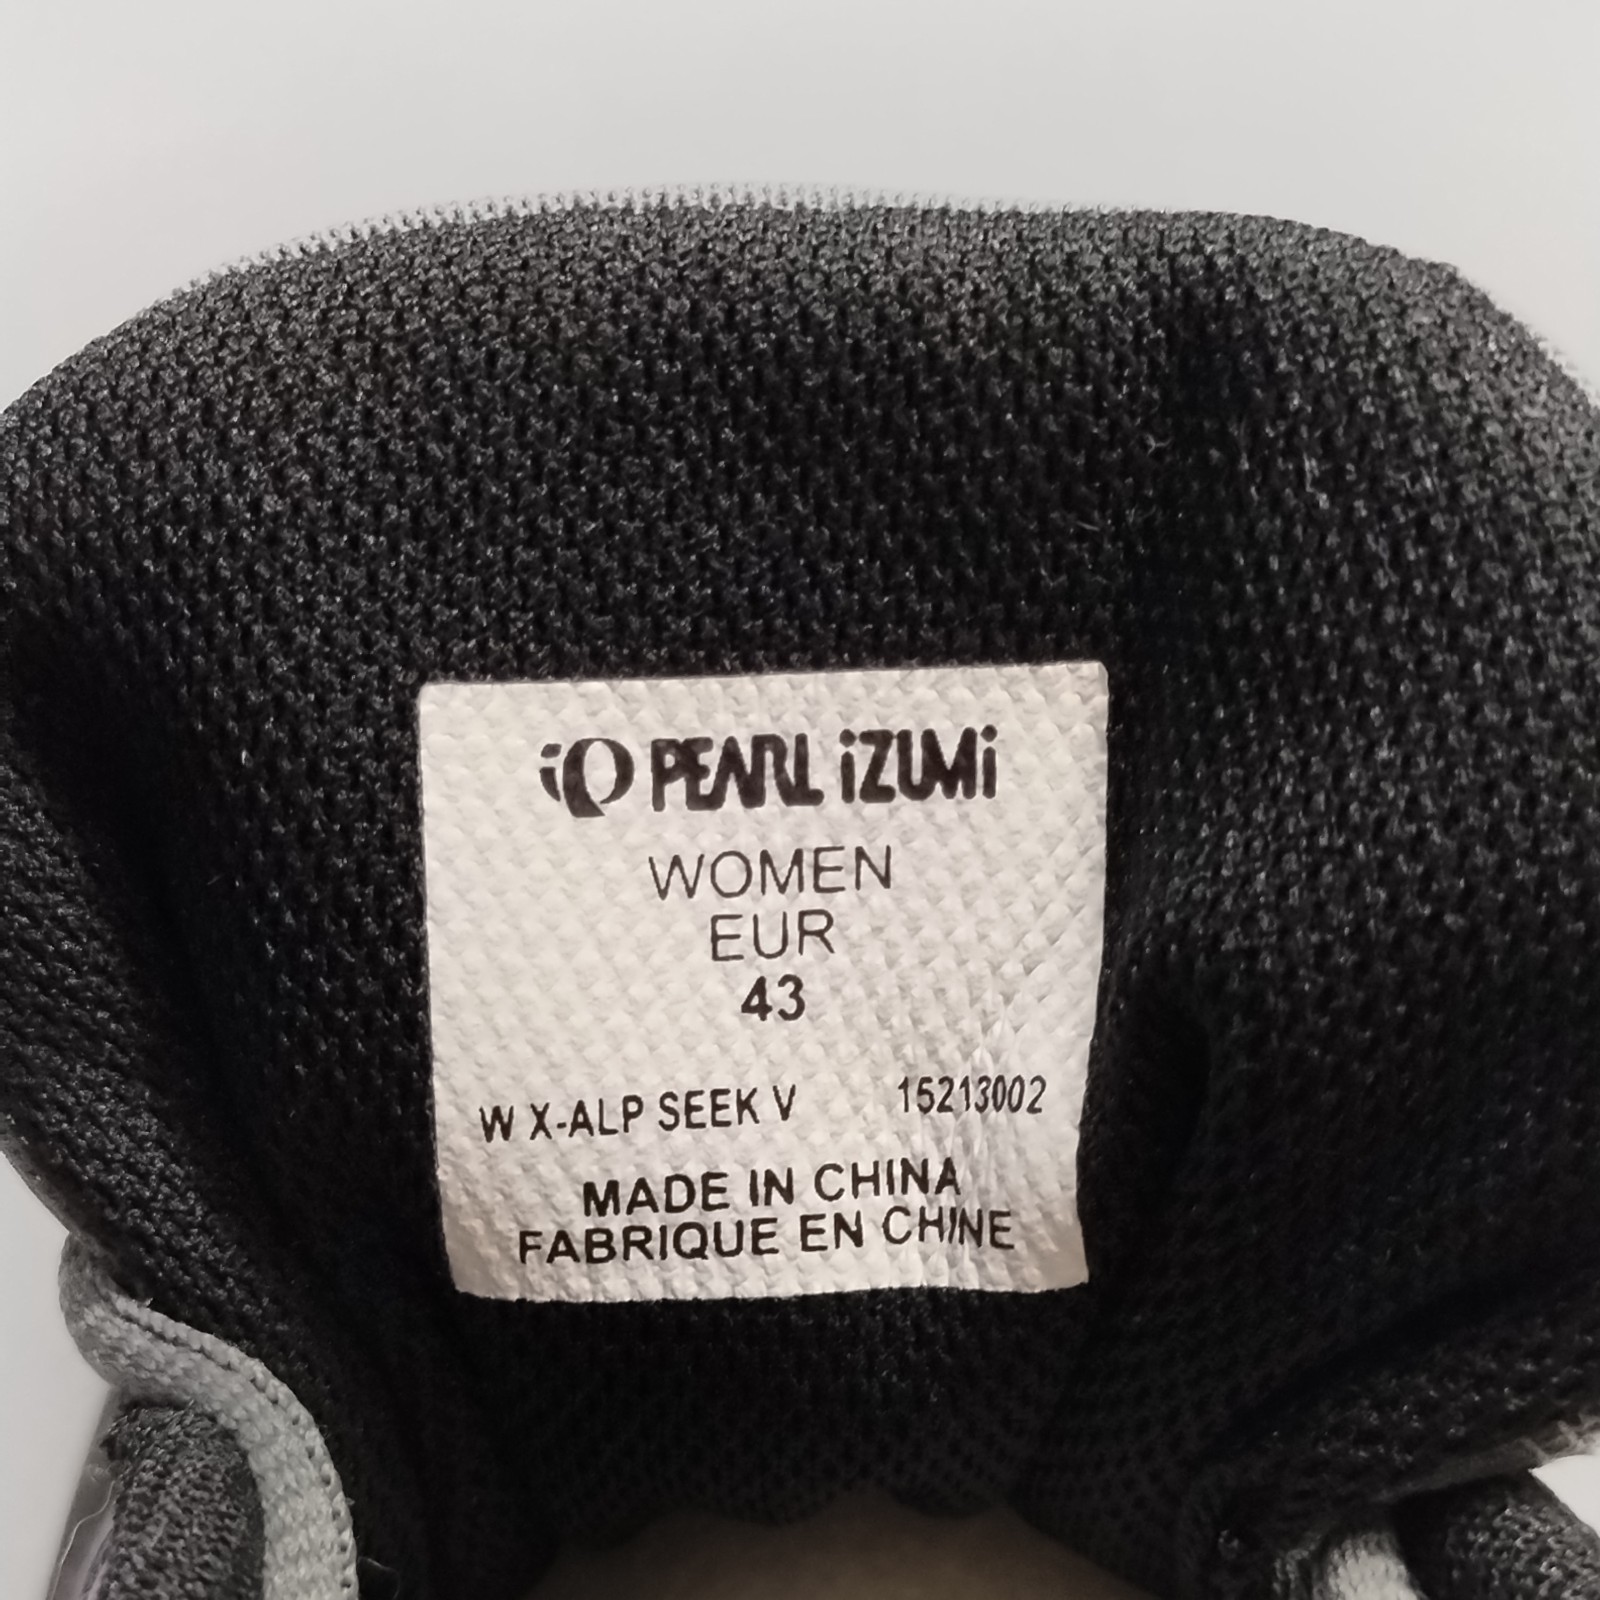 PEARL iZUMi
WOMEN
EUR
43
W X-ALP SEEK V 15213002
MADE IN CHINA
FABRIQUE EN CHINE